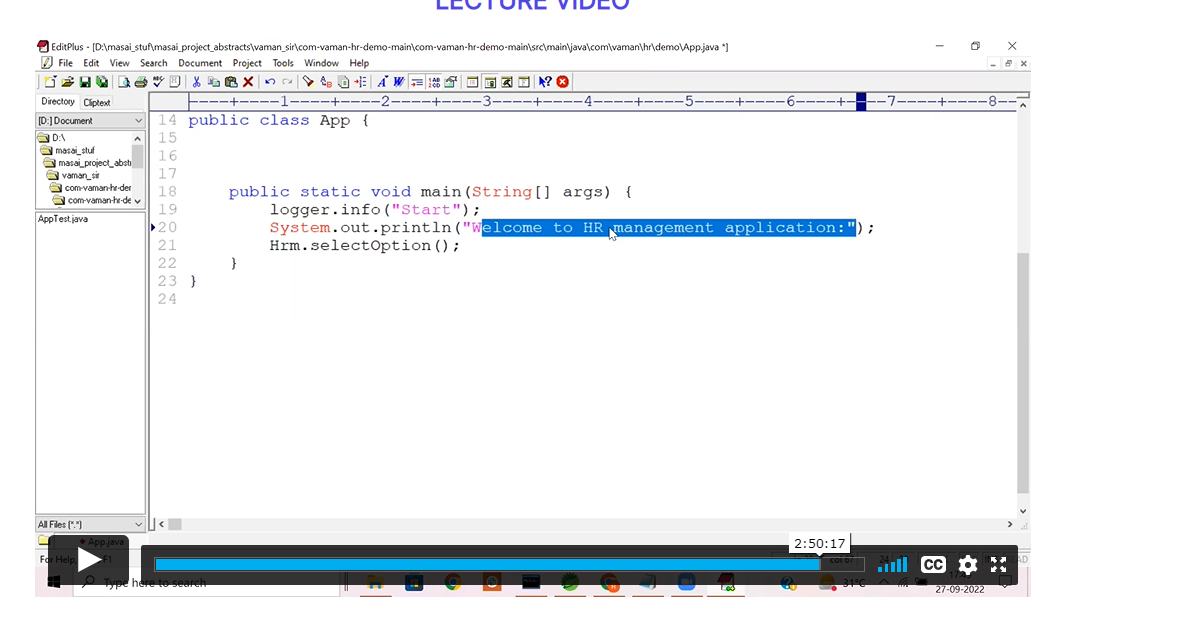 LECTURE VIDEO
EditPlus - [D:\masai_stuf\masai_project_abstracts\vaman_sir\com-vaman-hr-demo-main\com-vaman-hr-demo-main\src\main\java\com\vaman\hr\demo\App.java *]
File Edit View Search Document Project Tools Window Help
Directory Cliptext
----+----1----+----2----+----3----+----4----+----5----+----6----+----7----+----8--
[D:] Document
D:\
masai_stuf
masai_project_abstr
vaman_sir
com-vaman-hr-der
com-vaman-hr-de
AppTest.java
14 public class App {
15
16
17
18 public static void main(String[] args) {
19 logger.info("Start");
20 System.out.println("Welcome to HR management application:");
21 Hrm.selectOption();
22 }
23 }
24
All Files (*.*)
App.java
2:50:17
For Help, F1
CC
Type here to search
31°C
27-09-2022